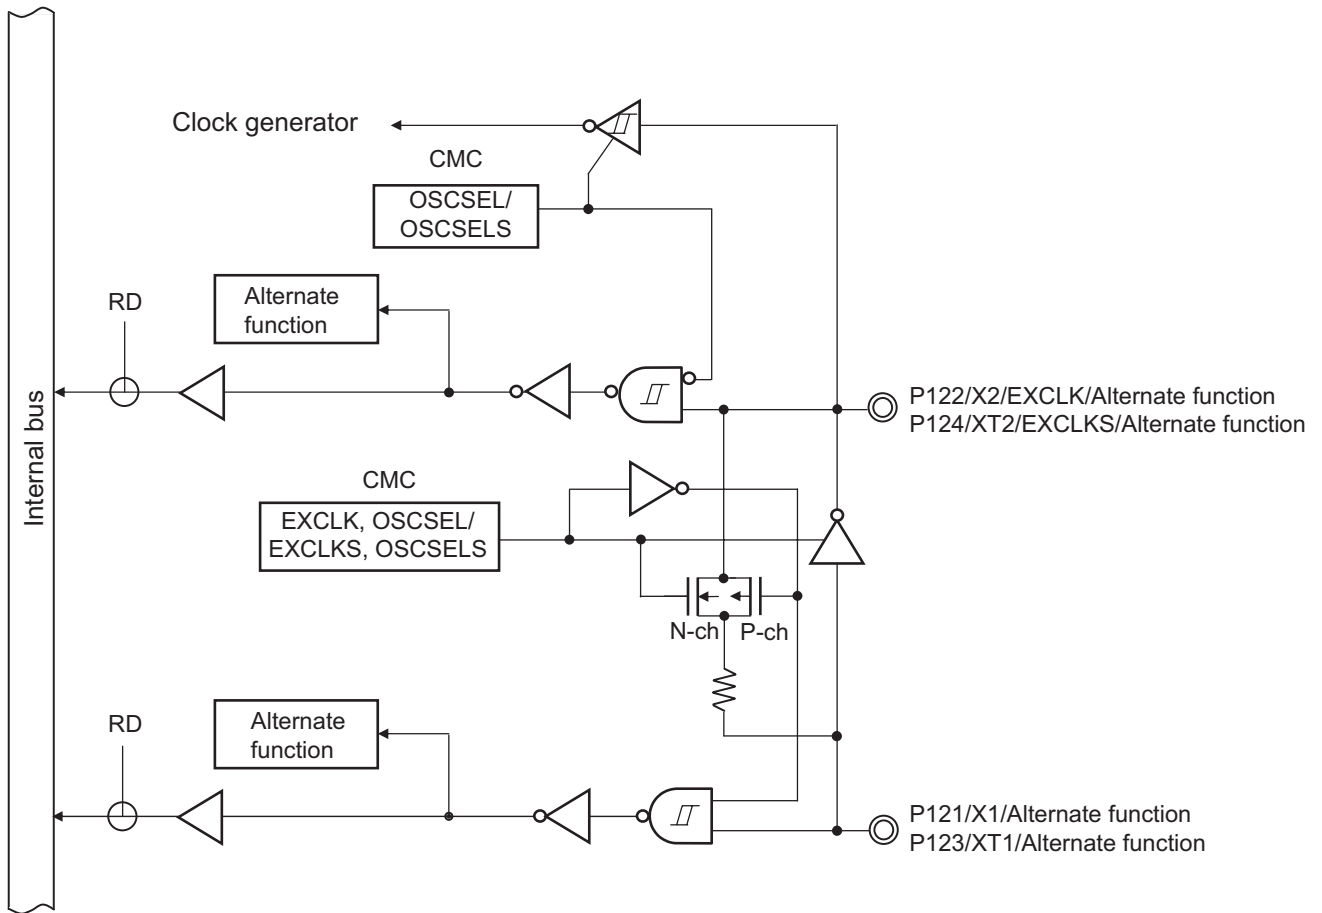 Clock generator
CMC
OSCSEL/
OSCSELS
Alternate
function
RD
Internal bus
P122/X2/EXCLK/Alternate function
P124/XT2/EXCLKS/Alternate function
CMC
EXCLK, OSCSEL/
EXCLKS, OSCSELS
N-ch
P-ch
Alternate
function
RD
P121/X1/Alternate function
P123/XT1/Alternate function